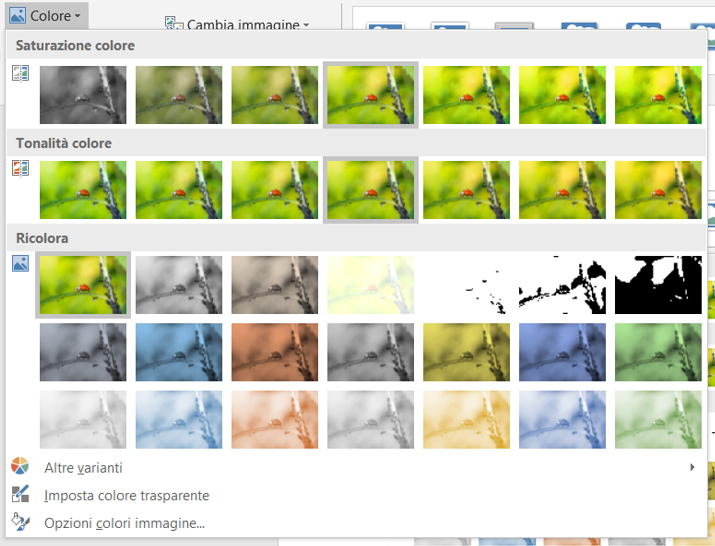 Colore
Cambia immagine
Saturazione colore
Tonalità colore
Ricolora
Altre varianti
Imposta colore trasparente
Opzioni colori immagine...